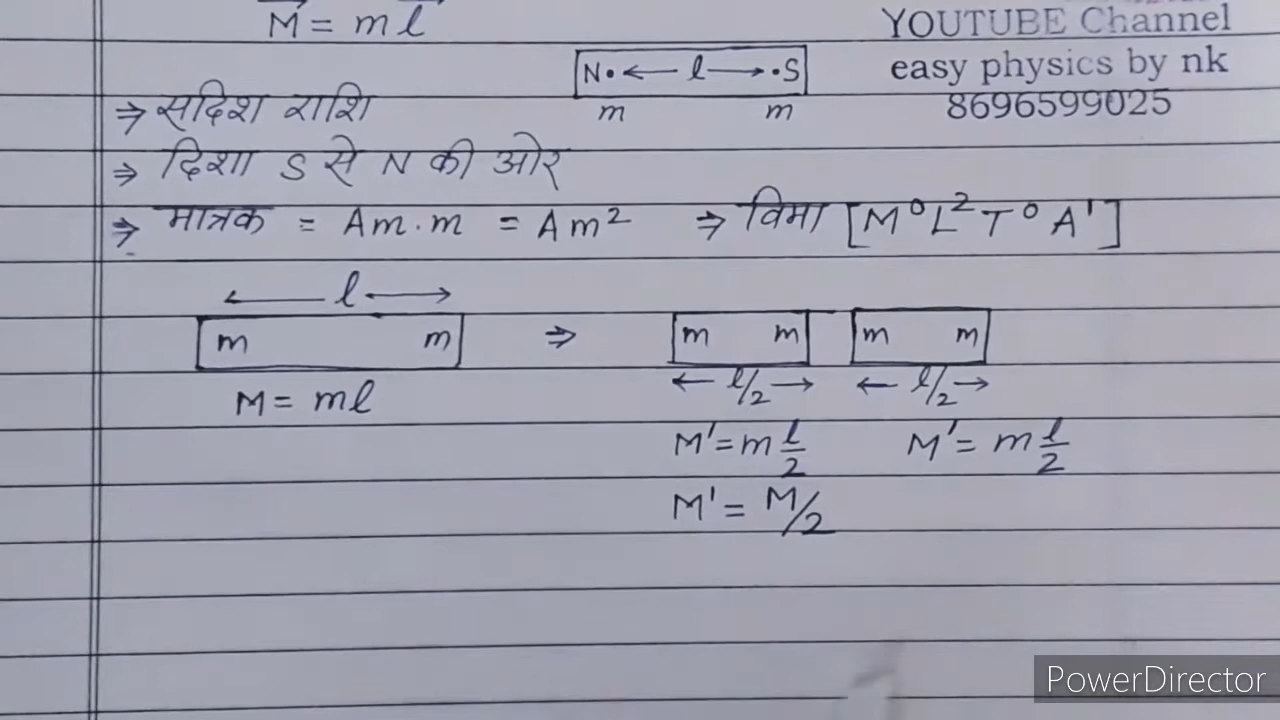 M = m l
YOUTUBE Channel
easy physics by nk
8696599025
N. ← l → .S
m m
⇒ सदिश राशि
⇒ दिशा S से N की ओर
⇒ मात्रक = Am.m = Am² ⇒ विमा [M⁰L²T⁰A¹]
← l →
m m ⇒ m m m m
← l/2 → ← l/2 →
M = ml
M' = m l/2 M' = m l/2
M' = M/2
PowerDirector